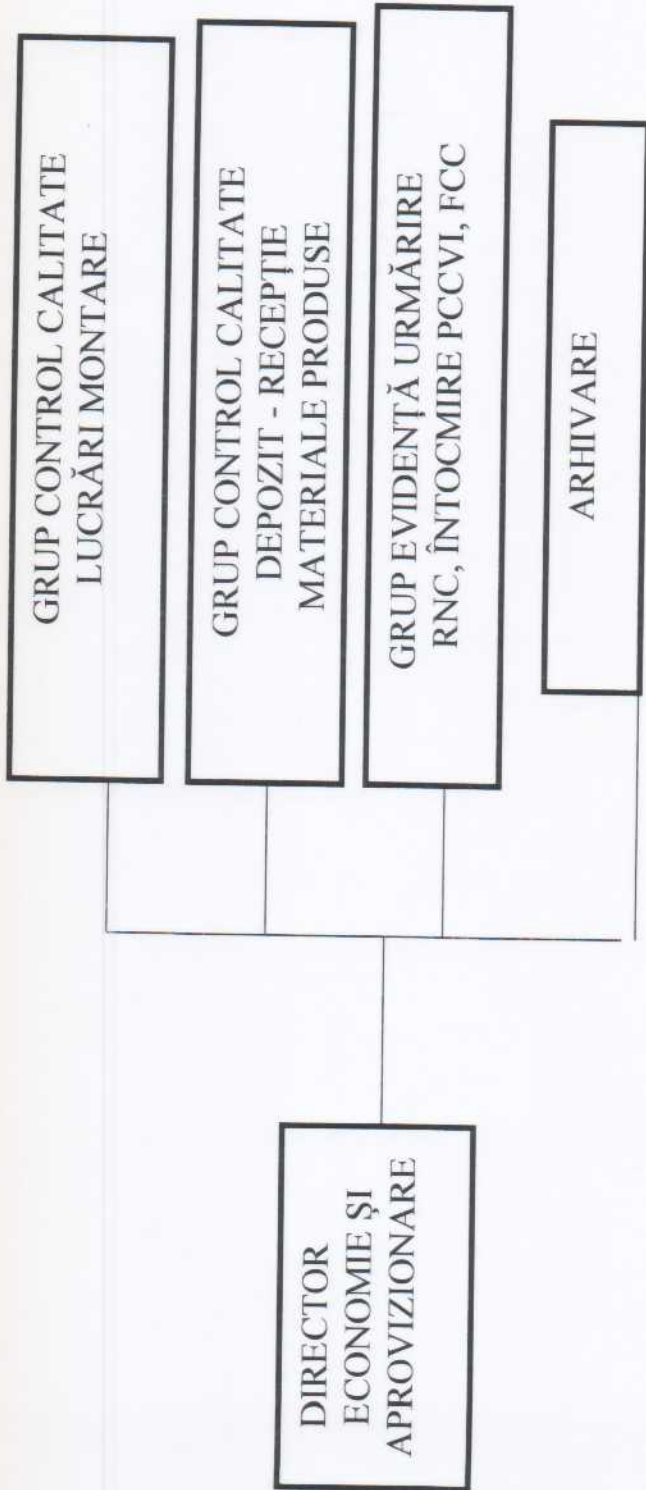 DIRECTOR
ECONOMIE ȘI
APROVIZIONARE
GRUP CONTROL CALITATE
LUCRĂRI MONTARE
GRUP CONTROL CALITATE
DEPOZIT - RECEPȚIE
MATERIALE PRODUSE
GRUP EVIDENȚĂ URMĂRIRE
RNC, ÎNTOCMIRE PCCVI, FCC
ARHIVARE